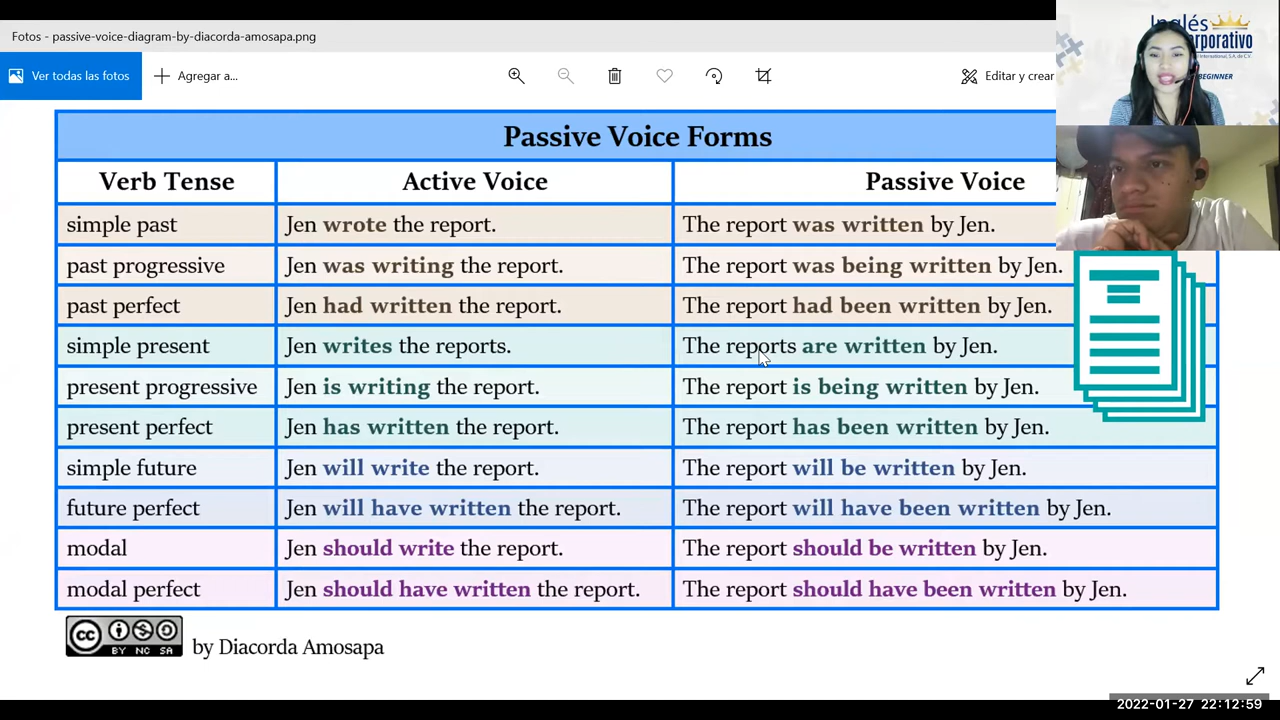 Fotos - passive-voice-diagram-by-diacorda-amosapa.png
Ver todas las fotos
Agregar a...
Editar y crear
Inglés
orporativo
International, S.A. de C.V.
BEGINNER
Passive Voice Forms
Verb Tense Active Voice Passive Voice
simple past Jen wrote the report. The report was written by Jen.
past progressive Jen was writing the report. The report was being written by Jen.
past perfect Jen had written the report. The report had been written by Jen.
simple present Jen writes the reports. The reports are written by Jen.
present progressive Jen is writing the report. The report is being written by Jen.
present perfect Jen has written the report. The report has been written by Jen.
simple future Jen will write the report. The report will be written by Jen.
future perfect Jen will have written the report. The report will have been written by Jen.
modal Jen should write the report. The report should be written by Jen.
modal perfect Jen should have written the report. The report should have been written by Jen.
cc
BY NC SA
by Diacorda Amosapa
2022-01-27 22:12:59